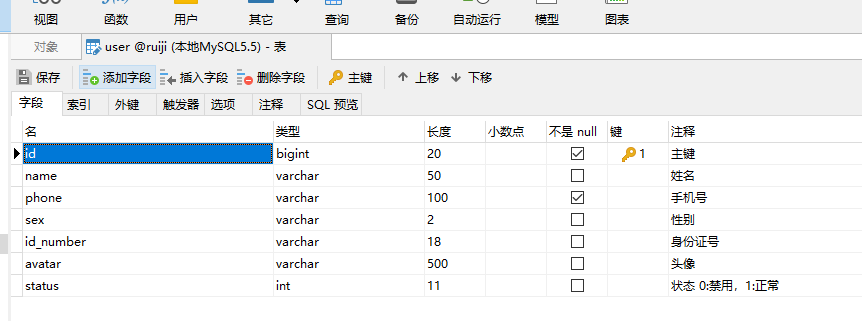 视图 函数 用户 其它 查询 备份 自动运行 模型 图表
对象 user @ruiji (本地MySQL5.5) - 表
保存 添加字段 插入字段 删除字段 主键 上移 下移
字段 索引 外键 触发器 选项 注释 SQL 预览
名 类型 长度 小数点 不是 null 键 注释
id bigint 20 1 主键
name varchar 50 姓名
phone varchar 100 手机号
sex varchar 2 性别
id_number varchar 18 身份证号
avatar varchar 500 头像
status int 11 状态 0:禁用，1:正常